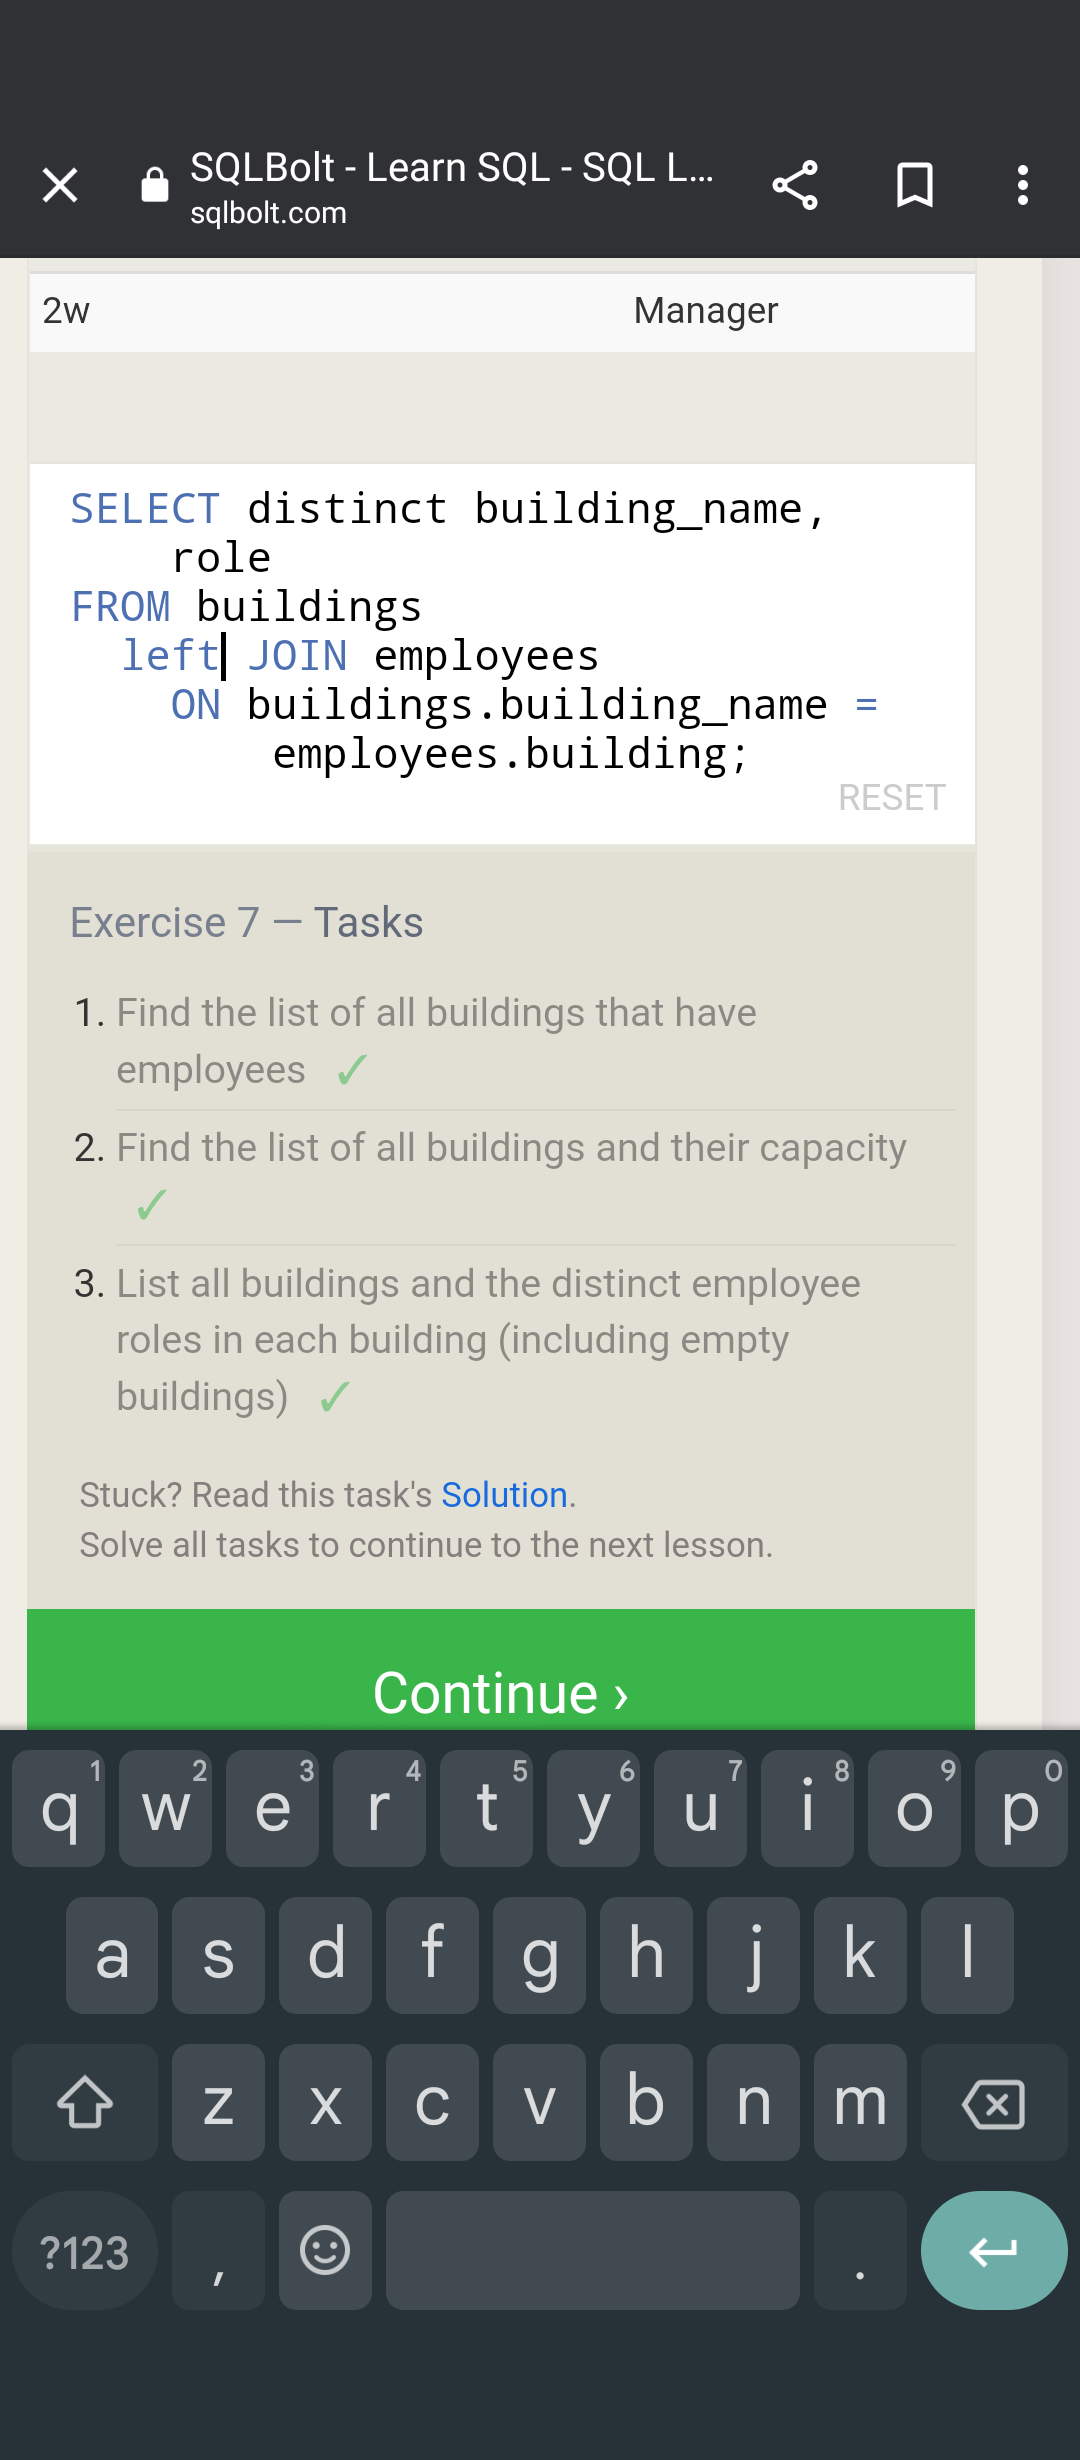 SQLBolt - Learn SQL - SQL L...
sqlbolt.com
2w Manager
SELECT distinct building_name,
role
FROM buildings
left JOIN employees
ON buildings.building_name =
employees.building;
RESET
Exercise 7 — Tasks
1. Find the list of all buildings that have
employees ✓
2. Find the list of all buildings and their capacity
✓
3. List all buildings and the distinct employee
roles in each building (including empty
buildings) ✓
Stuck? Read this task's Solution.
Solve all tasks to continue to the next lesson.
Continue ›
1 2 3 4 5 6 7 8 9 0
q w e r t y u i o p
a s d f g h j k l
z x c v b n m
?123 , .